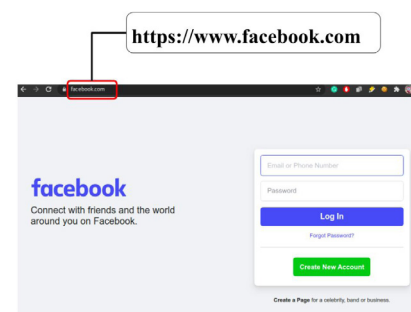 https://www.facebook.com
facebook.com
Email or Phone Number
Password
facebook
Connect with friends and the world
around you on Facebook.
Log In
Forgot Password?
Create New Account
Create a Page for a celebrity, band or business.